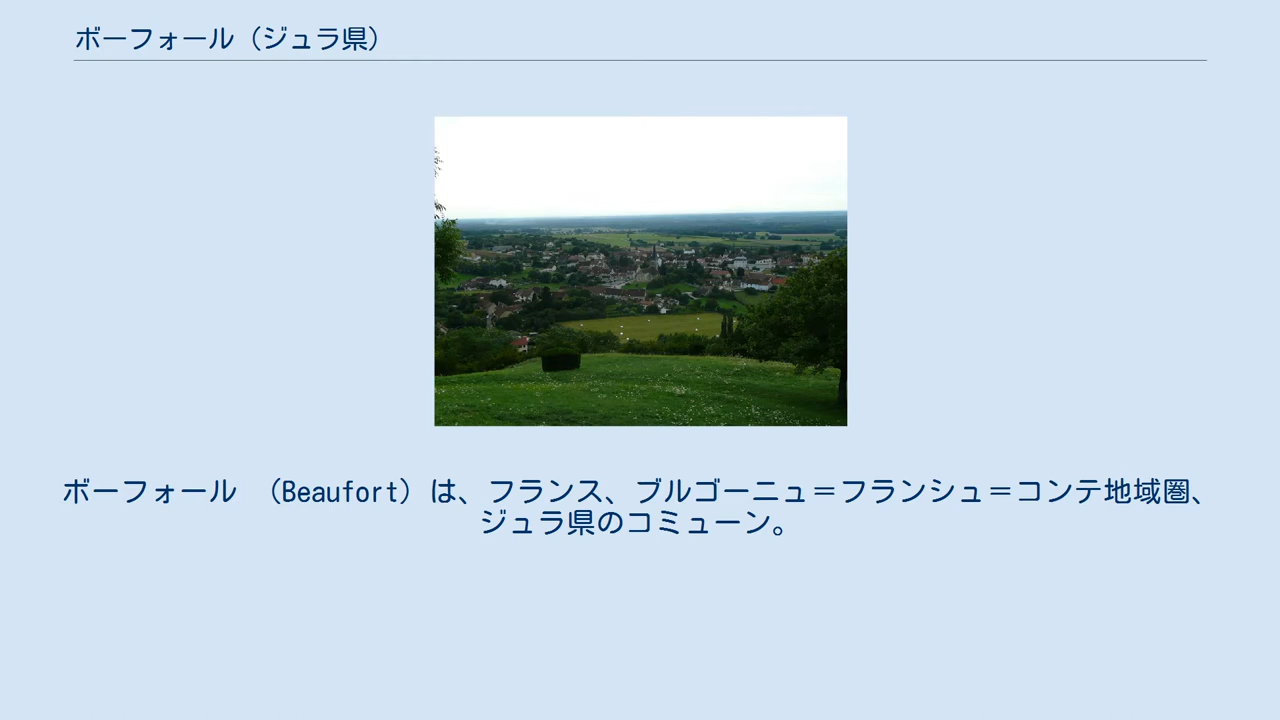 ボーフォール（ジュラ県）
ボーフォール　（Beaufort）は、フランス、ブルゴーニュ＝フランシュ＝コンテ地域圏、
ジュラ県のコミューン。